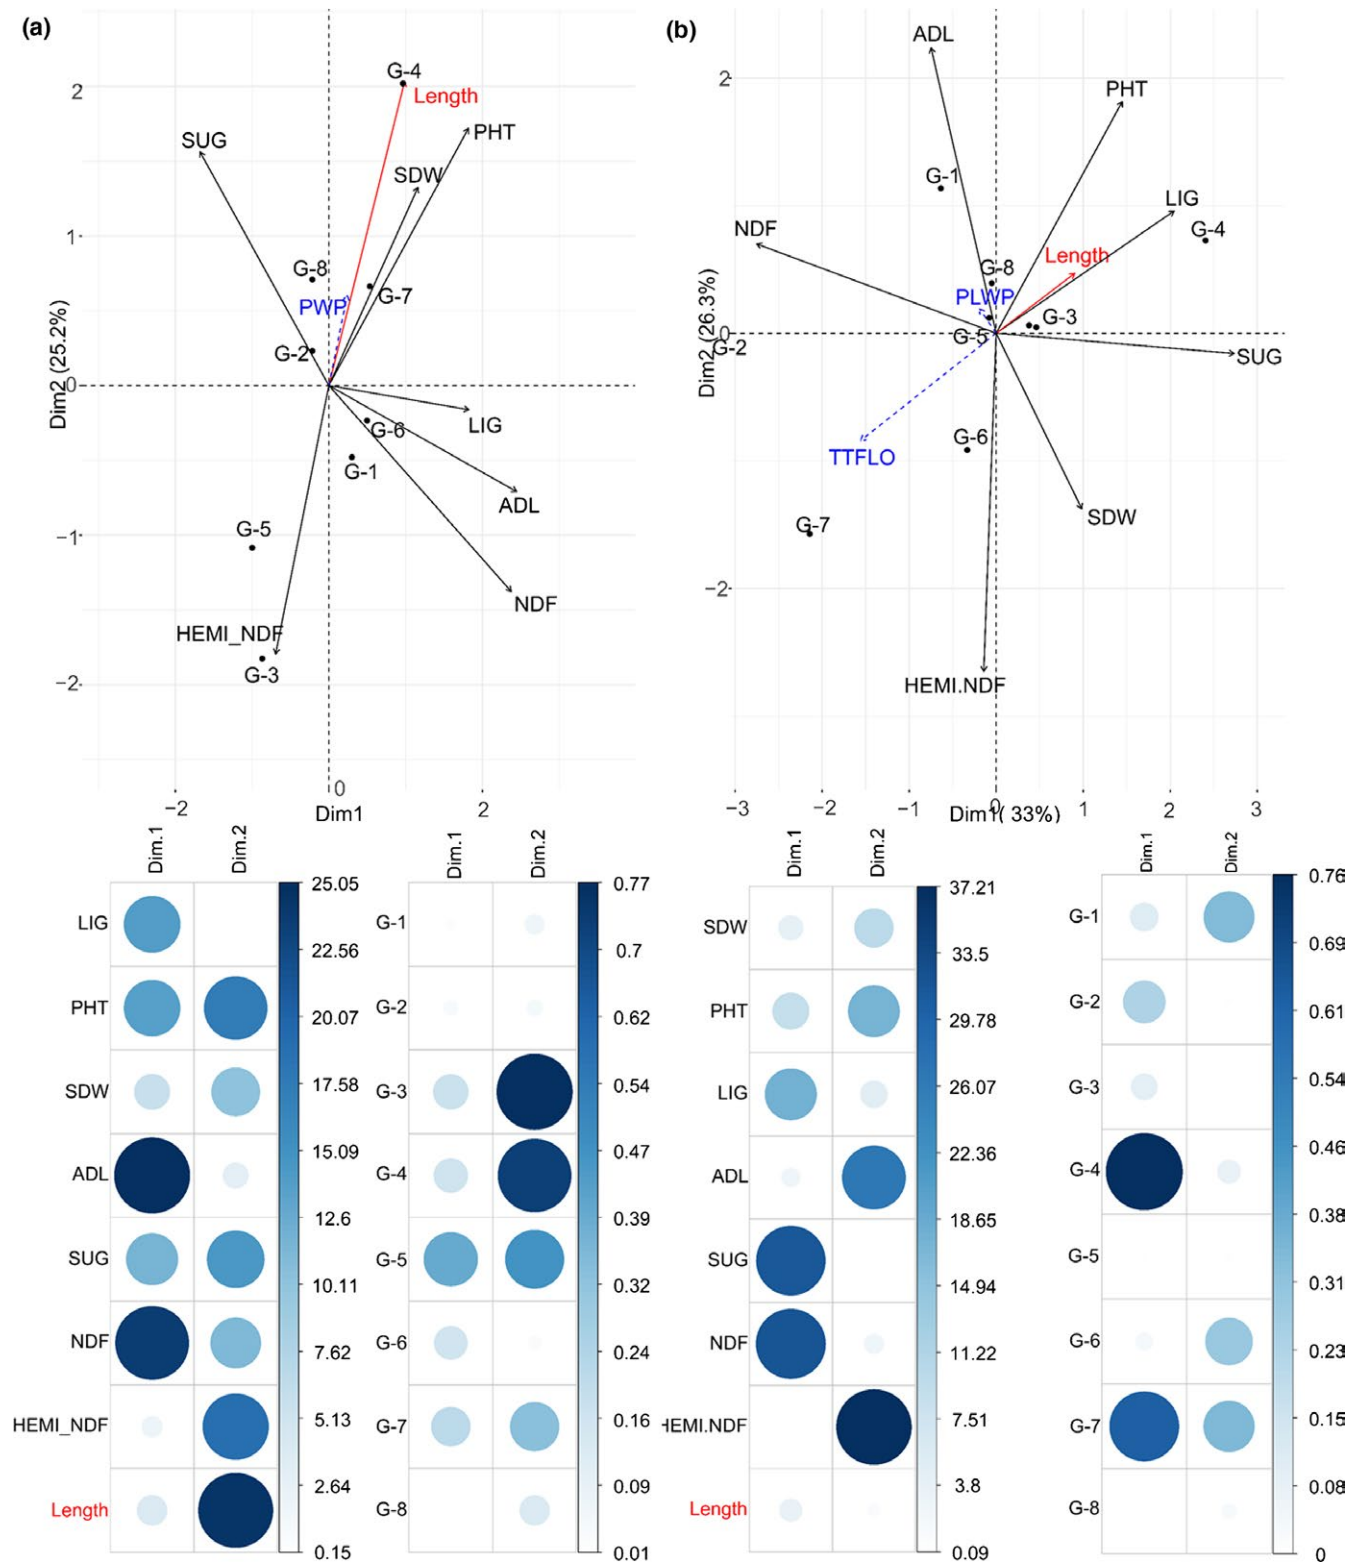 (a)
G-4
Length
PHT
SDW
SUG
G-8
PWP
G-7
G-2
LIG
G-6
G-1
ADL
G-5
NDF
HEMI_NDF
G-3
2
1
0
−1
−2
Dim2 (25.2%)
−2
0
2
Dim1
(b)
ADL
PHT
G-1
LIG
G-4
NDF
Length
G-8
PLWP
G-3
G-5
G-2
SUG
G-6
TTFLO
SDW
G-7
HEMI.NDF
2
0
−2
Dim2 (26.3%)
−3
−2
−1
0
1
2
3
Dim1( 33%)
Dim.1
Dim.2
LIG
PHT
SDW
ADL
SUG
NDF
HEMI_NDF
Length
25.05
22.56
20.07
17.58
15.09
12.6
10.11
7.62
5.13
2.64
0.15
Dim.1
Dim.2
G-1
G-2
G-3
G-4
G-5
G-6
G-7
G-8
0.77
0.7
0.62
0.54
0.47
0.39
0.32
0.24
0.16
0.09
0.01
Dim.1
Dim.2
SDW
PHT
LIG
ADL
SUG
NDF
HEMI.NDF
Length
37.21
33.5
29.78
26.07
22.36
18.65
14.94
11.22
7.51
3.8
0.09
Dim.1
Dim.2
G-1
G-2
G-3
G-4
G-5
G-6
G-7
G-8
0.76
0.69
0.61
0.54
0.46
0.38
0.31
0.23
0.15
0.08
0